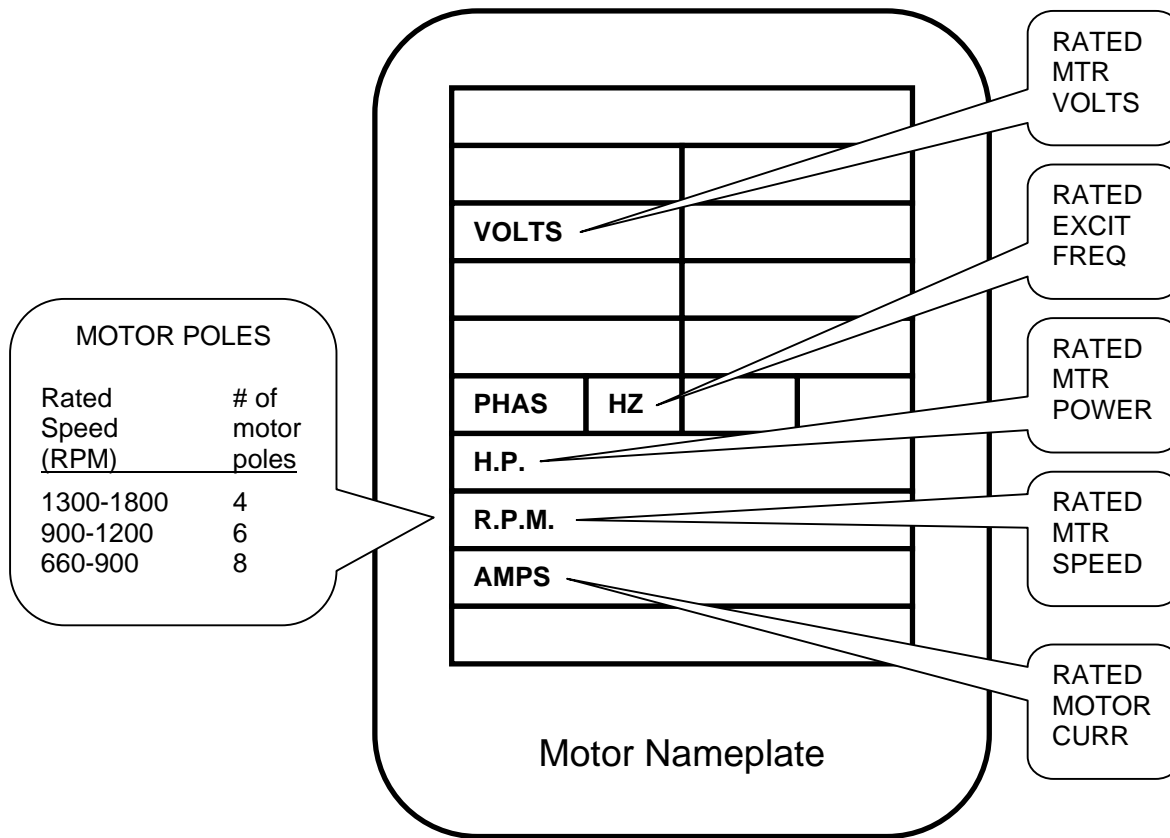 RATED
MTR
VOLTS
RATED
EXCIT
FREQ
VOLTS
MOTOR POLES
Rated # of
Speed motor
(RPM) poles
1300-1800 4
900-1200 6
660-900 8
PHAS HZ
H.P.
R.P.M.
AMPS
RATED
MTR
POWER
RATED
MTR
SPEED
RATED
MOTOR
CURR
Motor Nameplate